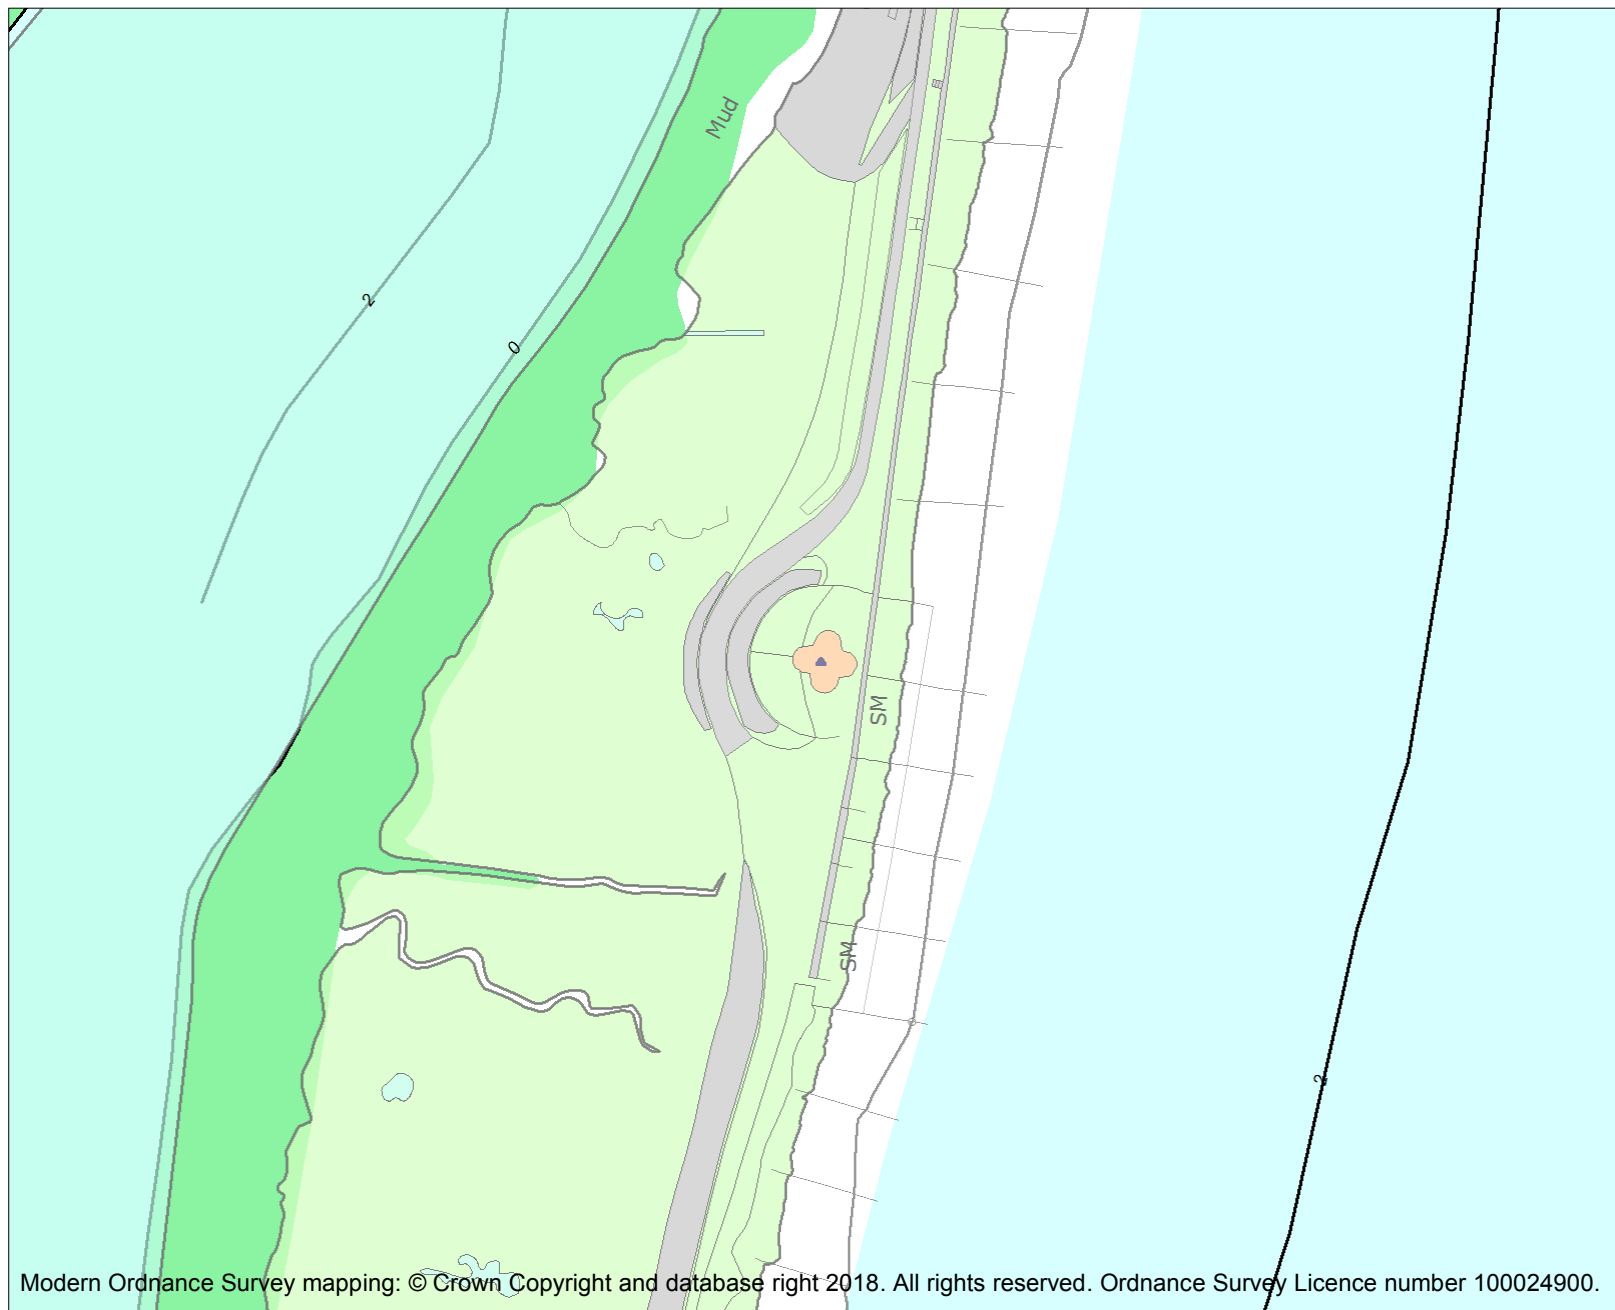 Mud
2
0
SM
SM
2
Modern Ordnance Survey mapping: © Crown Copyright and database right 2018. All rights reserved. Ordnance Survey Licence number 100024900.